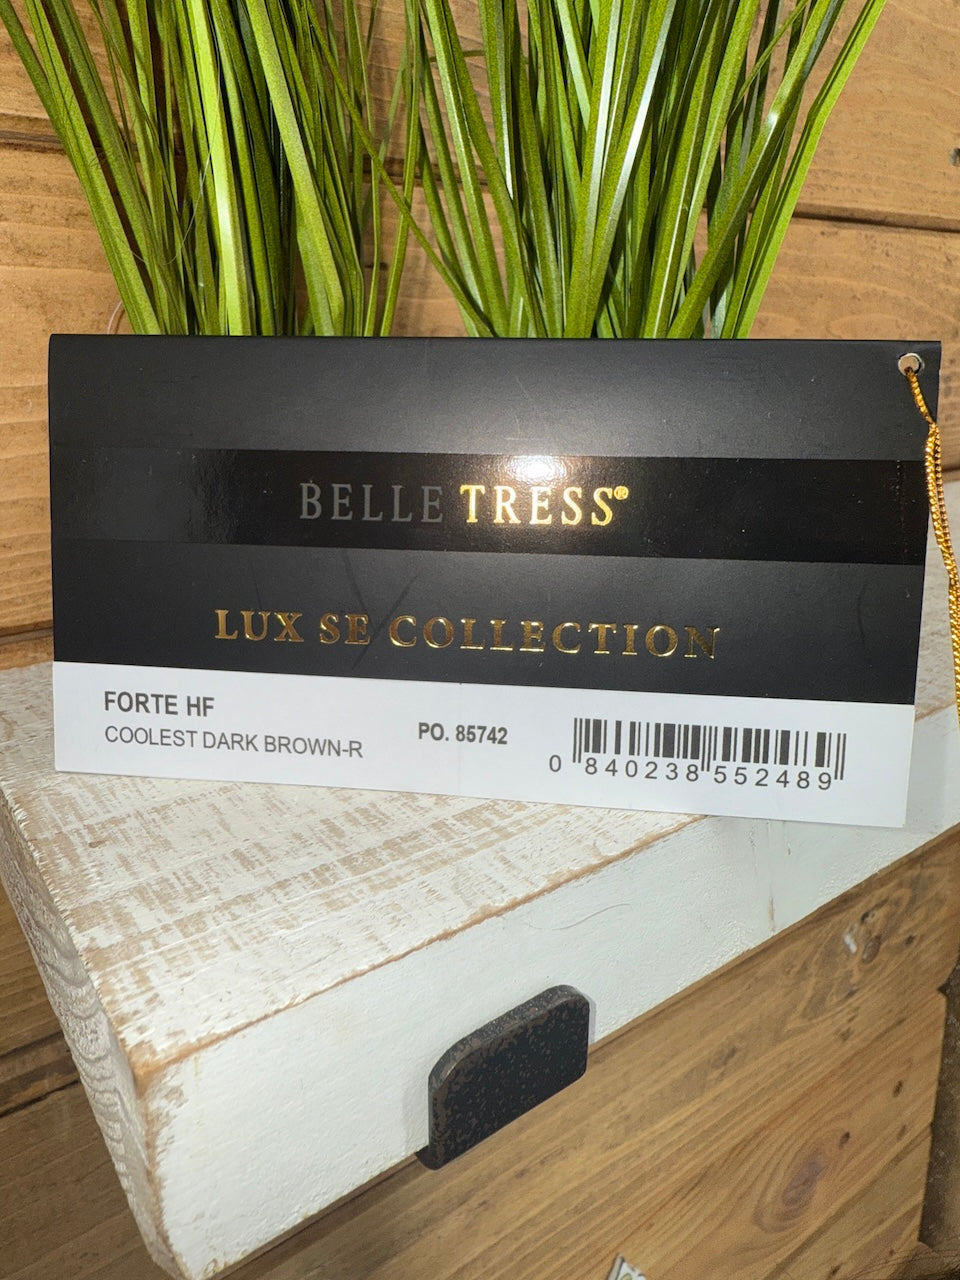 BELLE TRESS®
LUX SE COLLECTION
FORTE HF
COOLEST DARK BROWN-R
PO. 85742
0 840238 552489